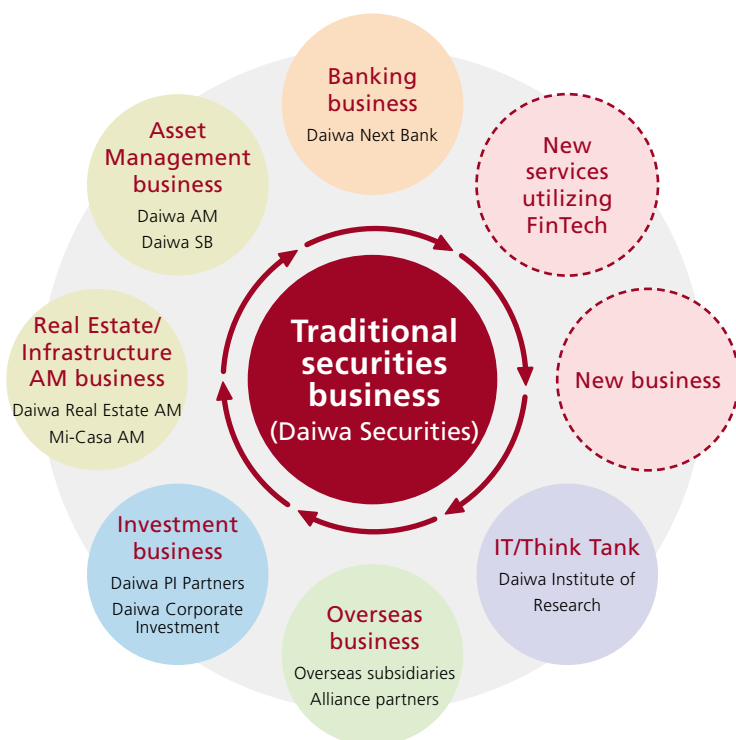 Banking
business
Daiwa Next Bank
New
services
utilizing
FinTech
New business
IT/Think Tank
Daiwa Institute of
Research
Overseas
business
Overseas subsidiaries
Alliance partners
Investment
business
Daiwa PI Partners
Daiwa Corporate
Investment
Real Estate/
Infrastructure
AM business
Daiwa Real Estate AM
Mi-Casa AM
Asset
Management
business
Daiwa AM
Daiwa SB
Traditional
securities
business
(Daiwa Securities)